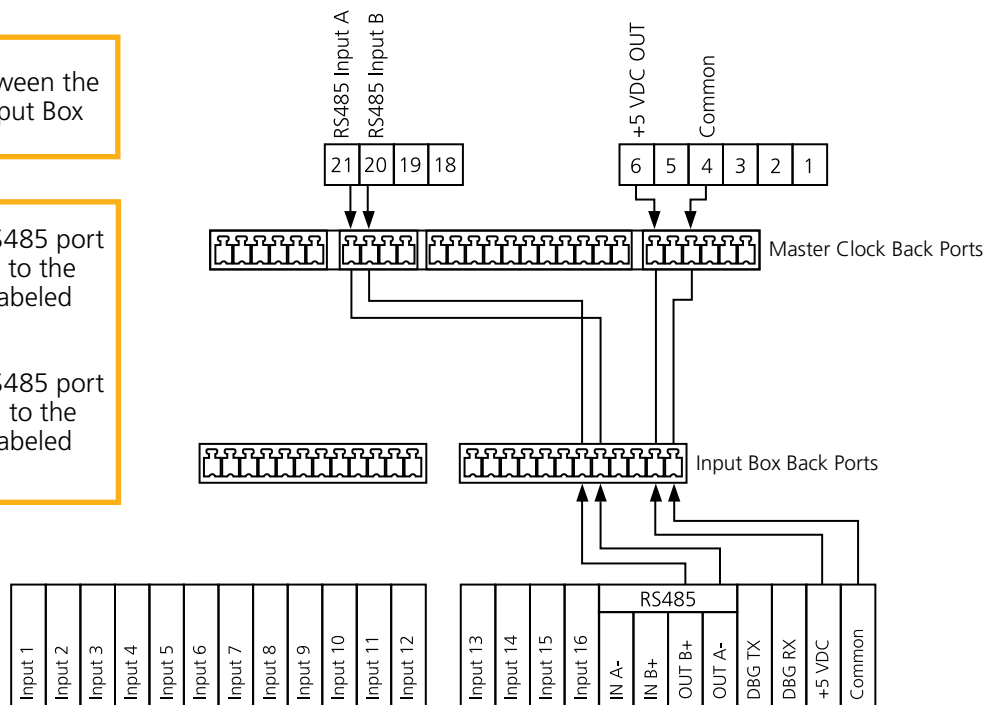 ween the
put Box
S485 port
to the
abeled
S485 port
to the
abeled
RS485 Input A
RS485 Input B
+5 VDC OUT
Common
21 20 19 18
6 5 4 3 2 1
Master Clock Back Ports
Input Box Back Ports
RS485
Input 1
Input 2
Input 3
Input 4
Input 5
Input 6
Input 7
Input 8
Input 9
Input 10
Input 11
Input 12
Input 13
Input 14
Input 15
Input 16
IN A-
IN B+
OUT B+
OUT A-
DBG TX
DBG RX
+5 VDC
Common